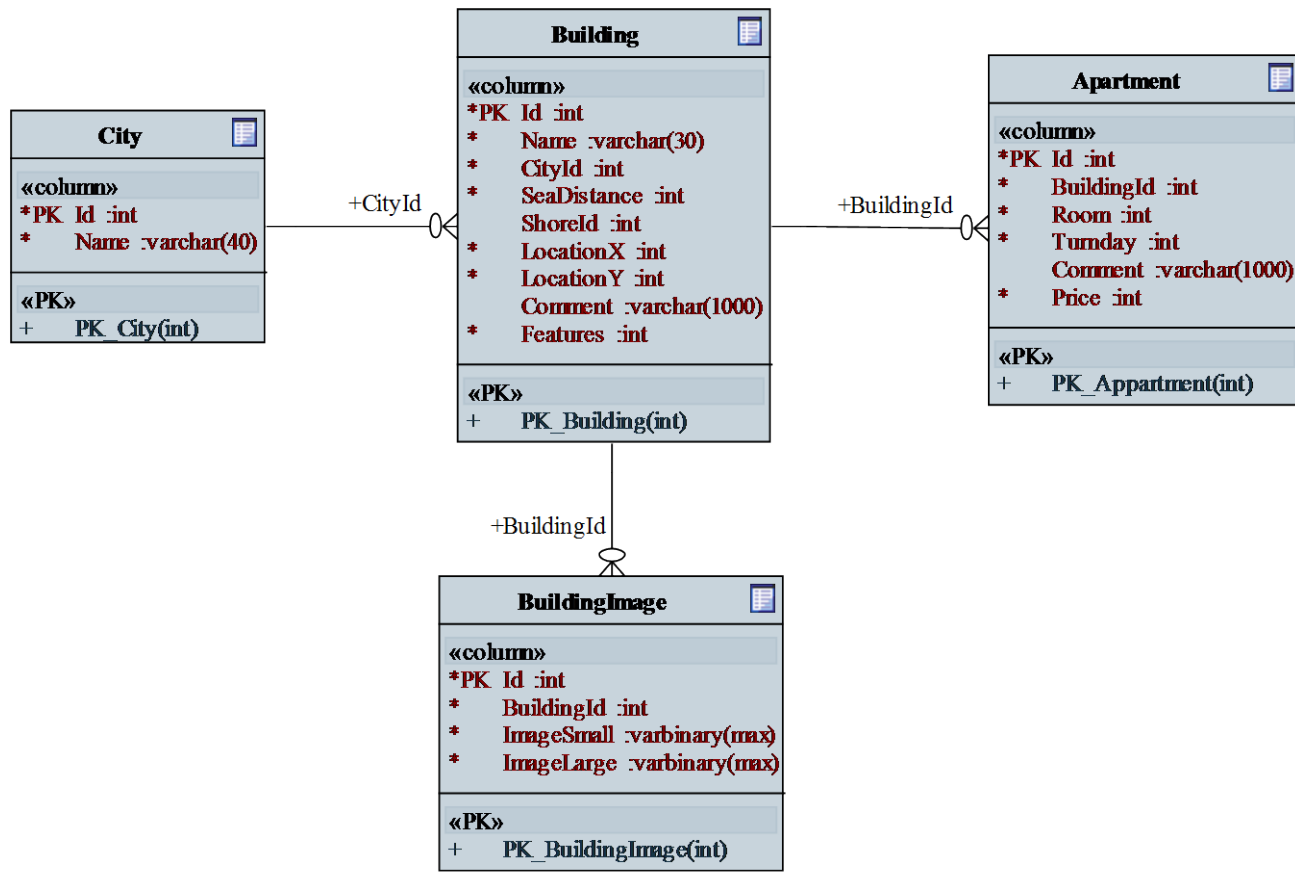 City
«column»
*PK Id :int
* Name :varchar(40)
«PK»
+ PK_City(int)
+CityId
Building
«column»
*PK Id :int
* Name :varchar(30)
* CityId :int
* SeaDistance :int
ShoreId :int
* LocationX :int
* LocationY :int
Comment :varchar(1000)
* Features :int
«PK»
+ PK_Building(int)
+BuildingId
Apartment
«column»
*PK Id :int
* BuildingId :int
* Room :int
* Turnday :int
Comment :varchar(1000)
* Price :int
«PK»
+ PK_Appartment(int)
+BuildingId
BuildingImage
«column»
*PK Id :int
* BuildingId :int
* ImageSmall :varbinary(max)
* ImageLarge :varbinary(max)
«PK»
+ PK_BuildingImage(int)